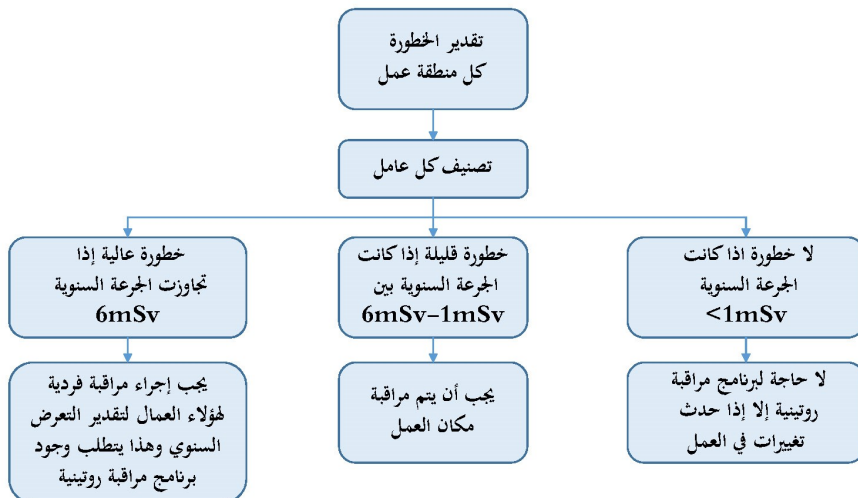 تقدير الخطورة
كل منطقة عمل
تصنيف كل عامل
لا خطورة اذا كانت
الجرعة السنوية
<1mSv
خطورة قليلة إذا كانت
الجرعة السنوية بين
6mSv–1mSv
خطورة عالية إذا
تجاوزت الجرعة السنوية
6mSv
لا حاجة لبرنامج مراقبة
روتينية إلا إذا حدث
تغييرات في العمل
يجب أن يتم مراقبة
مكان العمل
يجب إجراء مراقبة فردية
لهؤلاء العمال لتقدير التعرض
السنوي وهذا يتطلب وجود
برنامج مراقبة روتينية